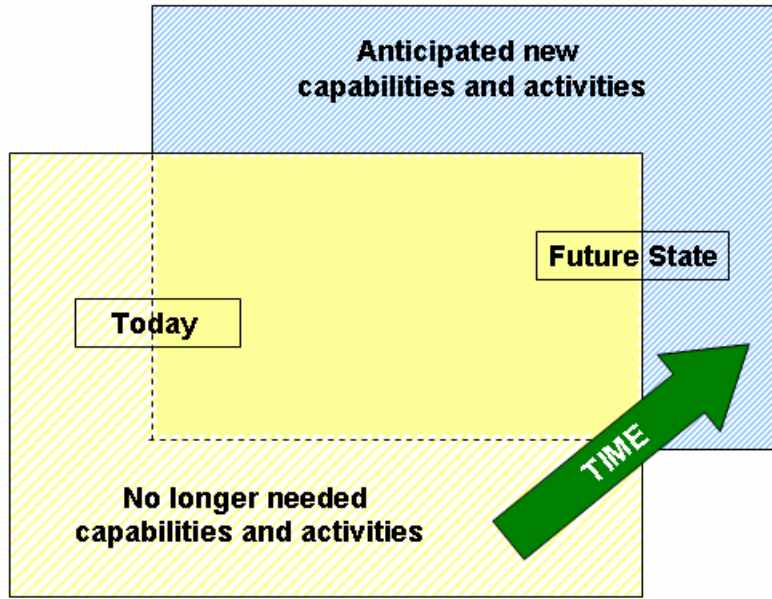 Anticipated new
capabilities and activities
Future State
Today
TIME
No longer needed
capabilities and activities